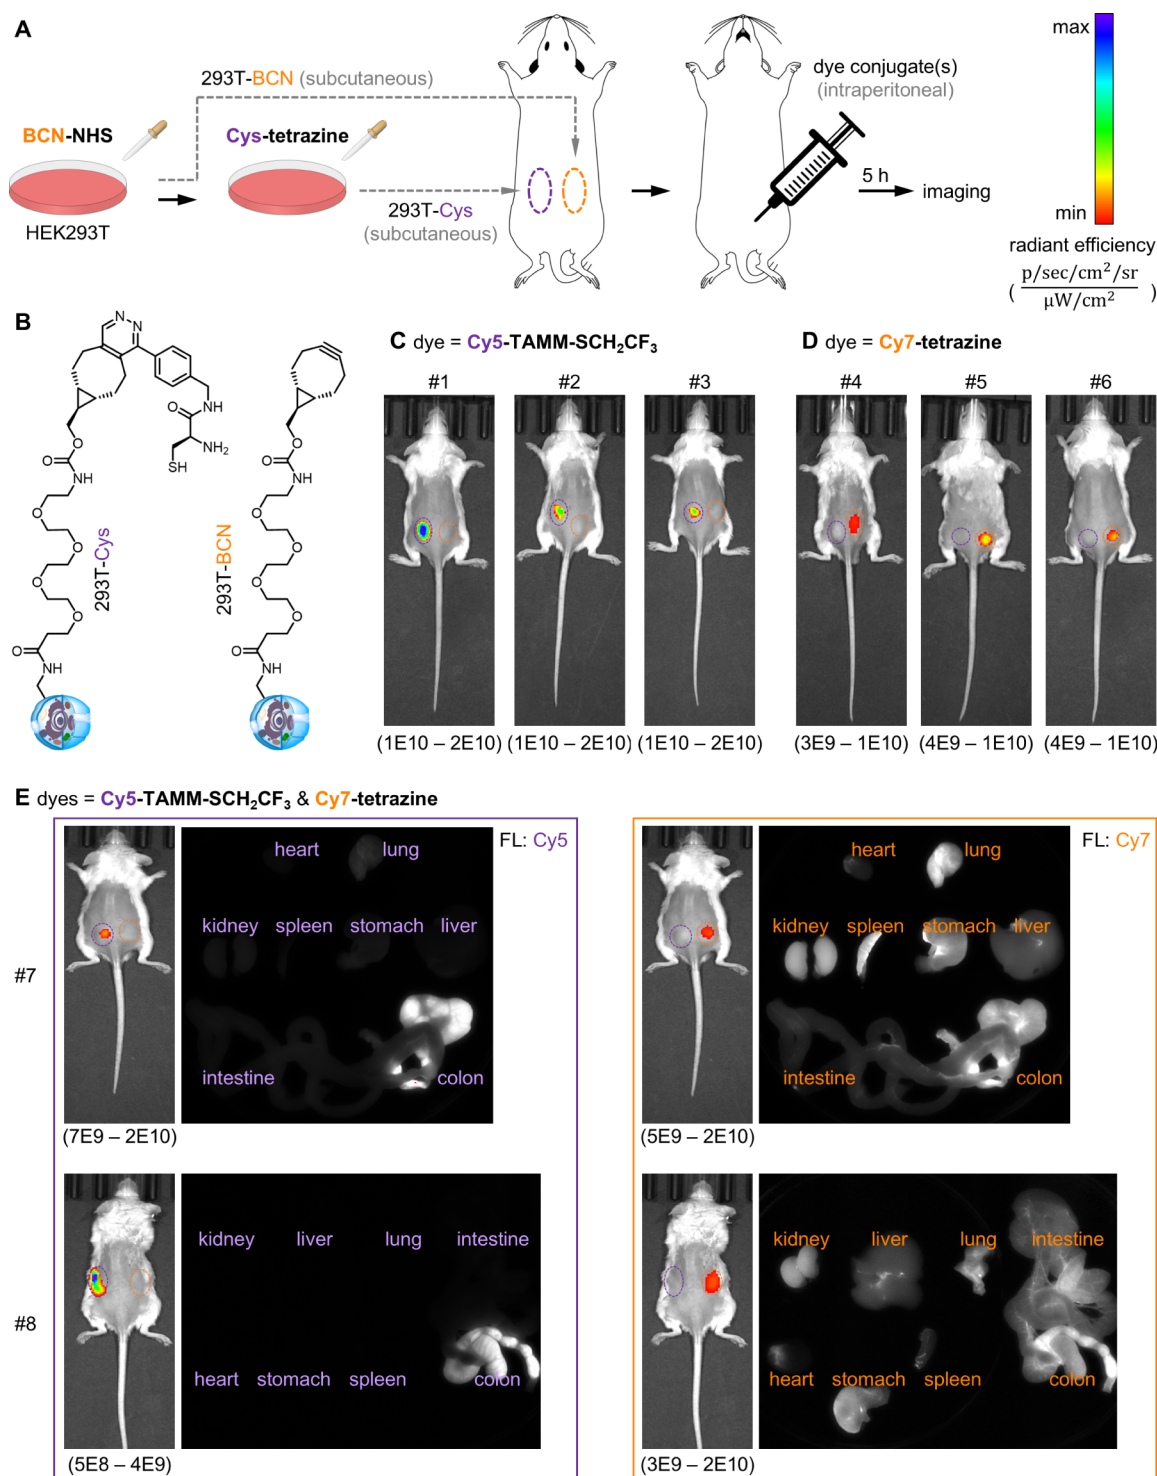 A
293T-BCN (subcutaneous)
BCN-NHS
Cys-tetrazine
HEK293T
293T-Cys
(subcutaneous)
dye conjugate(s)
(intraperitoneal)
5 h
imaging
max
min
radiant efficiency
( p/sec/cm²/sr
µW/cm² )
B
N
N
NH
O
NH₂
SH
O
O
NH
O
O
O
O
O
NH
293T-Cys
O
O
NH
O
O
O
O
O
NH
293T-BCN
C dye = Cy5-TAMM-SCH₂CF₃
#1 #2 #3
(1E10 – 2E10) (1E10 – 2E10) (1E10 – 2E10)
D dye = Cy7-tetrazine
#4 #5 #6
(3E9 – 1E10) (4E9 – 1E10) (4E9 – 1E10)
E dyes = Cy5-TAMM-SCH₂CF₃ & Cy7-tetrazine
#7
FL: Cy5
heart lung
kidney spleen stomach liver
intestine colon
(7E9 – 2E10)
FL: Cy7
heart lung
kidney spleen stomach liver
intestine colon
(5E9 – 2E10)
#8
kidney liver lung intestine
heart stomach spleen colon
(5E8 – 4E9)
kidney liver lung intestine
heart stomach spleen colon
(3E9 – 2E10)